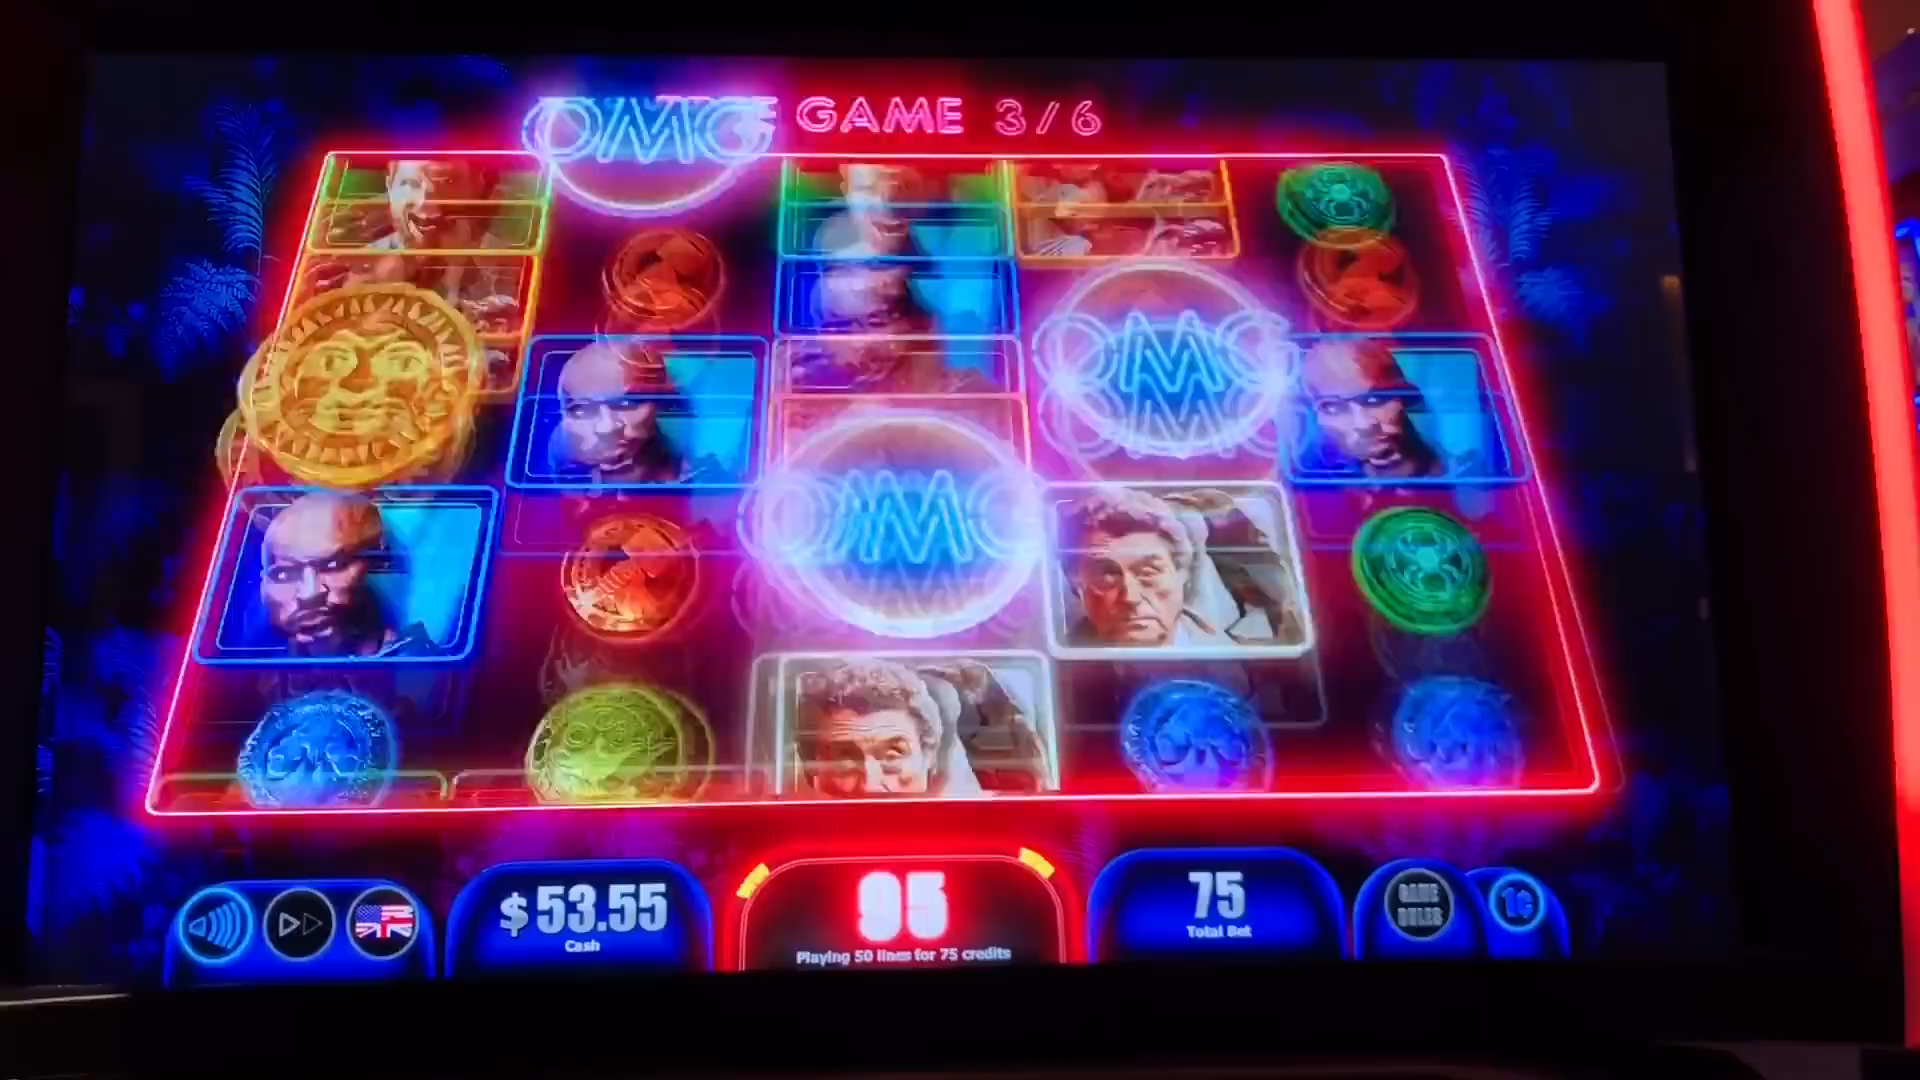 OMG GAME 3/6
OMG
OMG
$53.55
Cash
95
Playing 50 lines for 75 credits
75
Total Bet
GAME
RULES
1¢